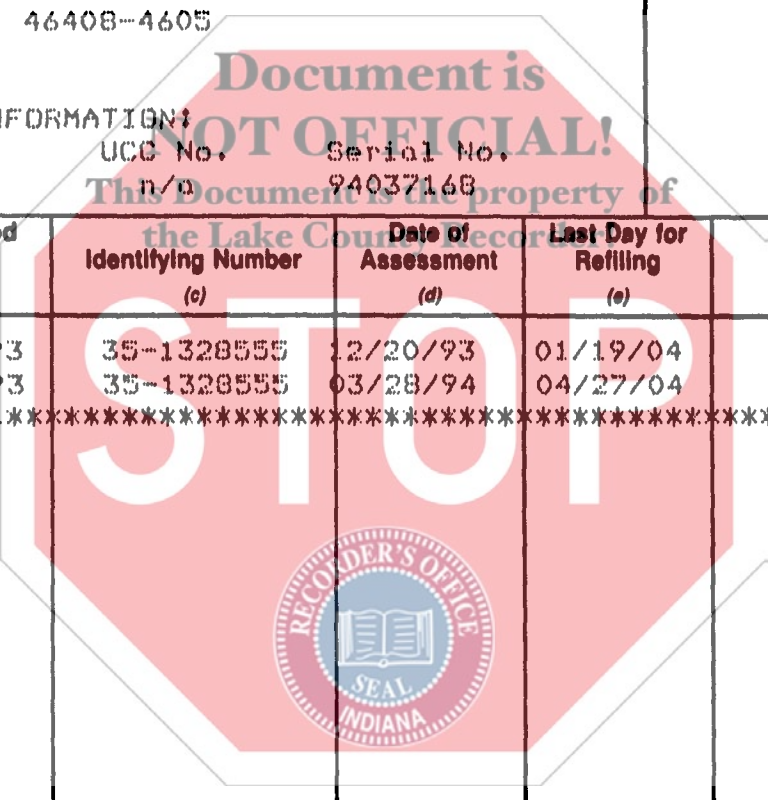 46408-4605
Document is
NOT OFFICIAL!
This Document is the property of
the Lake County Recorder!
FORMATION:
UCC No. Serial No.
n/a 94037168
Identifying Number
(c)
Date of
Assessment
(d)
Last Day for
Refiling
(e)
3 35-1328555 12/20/93 01/19/04
3 35-1328555 03/28/94 04/27/04
****************************************
STOP
RECORDER'S OFFICE
SEAL
INDIANA